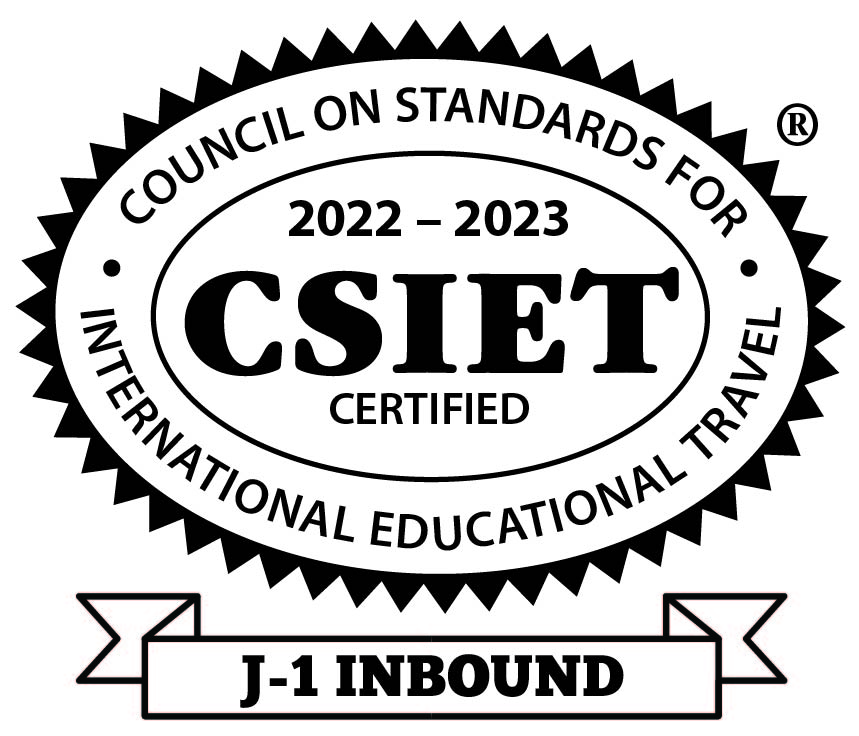 COUNCIL ON STANDARDS FOR
®
2022 – 2023
CSIET
CERTIFIED
• INTERNATIONAL EDUCATIONAL TRAVEL •
J-1 INBOUND